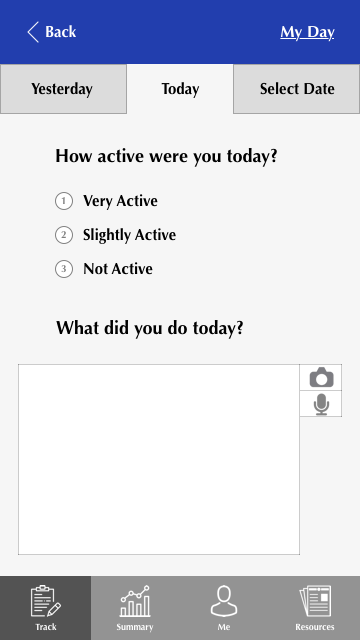 Back
My Day
Yesterday
Today
Select Date
How active were you today?
1 Very Active
2 Slightly Active
3 Not Active
What did you do today?
Track
Summary
Me
Resources